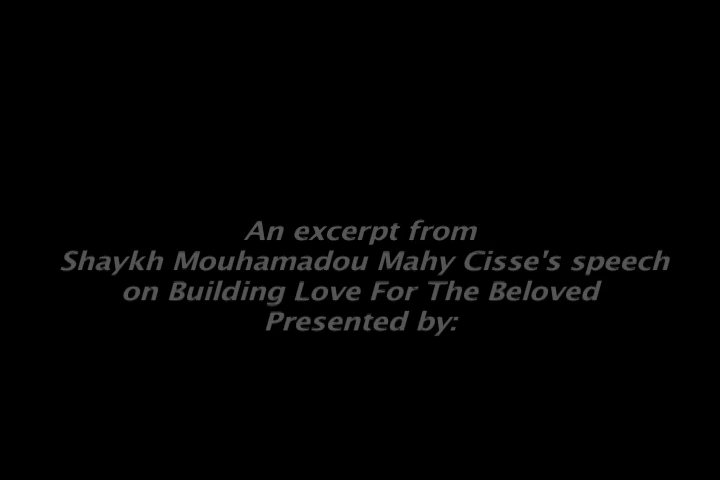 An excerpt from
Shaykh Mouhamadou Mahy Cisse's speech
on Building Love For The Beloved
Presented by: